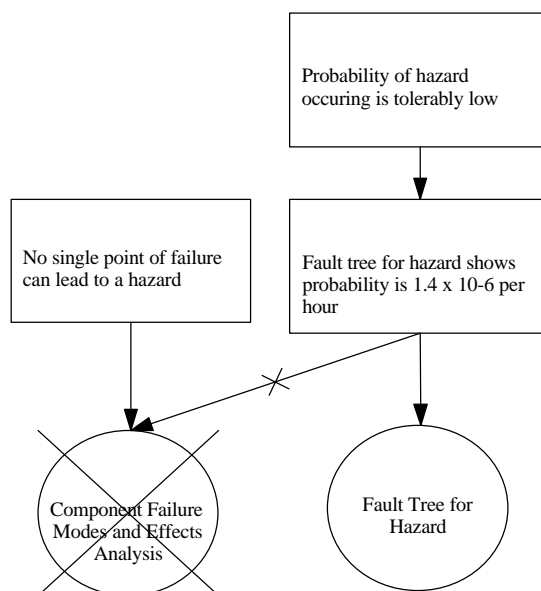 Probability of hazard
occuring is tolerably low
No single point of failure
can lead to a hazard
Fault tree for hazard shows
probability is 1.4 x 10-6 per
hour
Component Failure
Modes and Effects
Analysis
Fault Tree for
Hazard